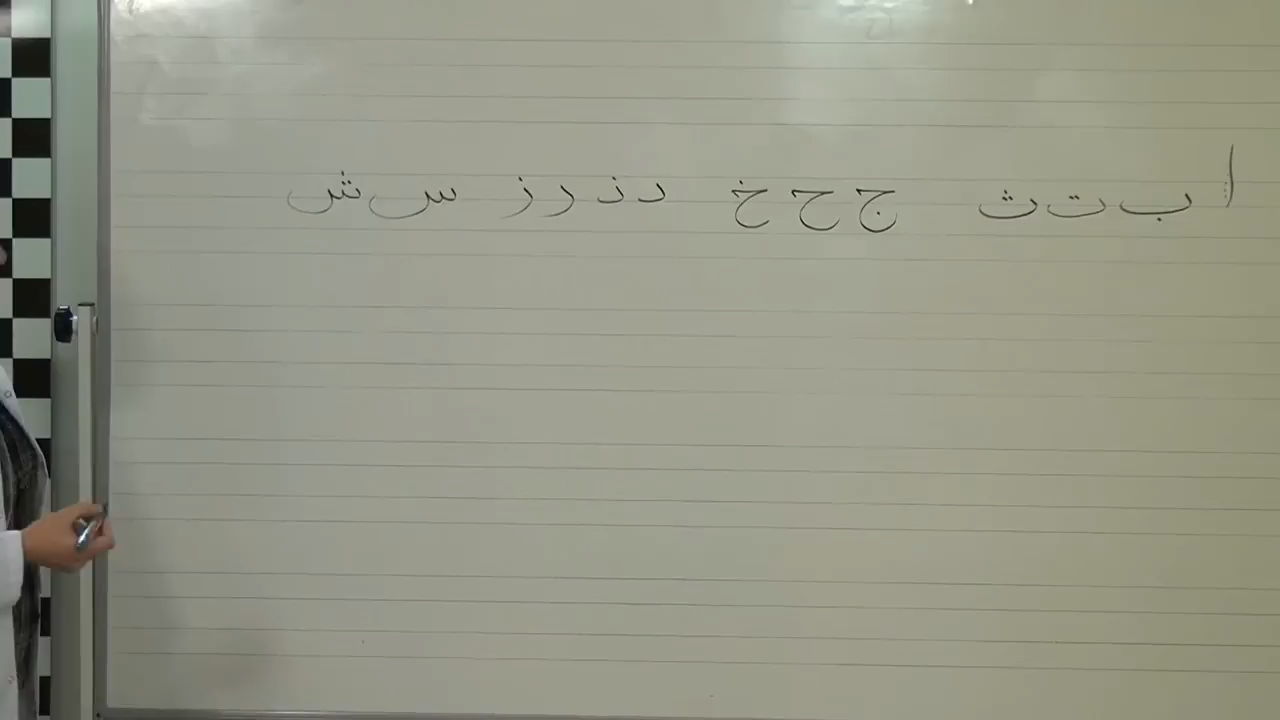 ا ب ت ث ج ح خ د ذ ر ز س ش